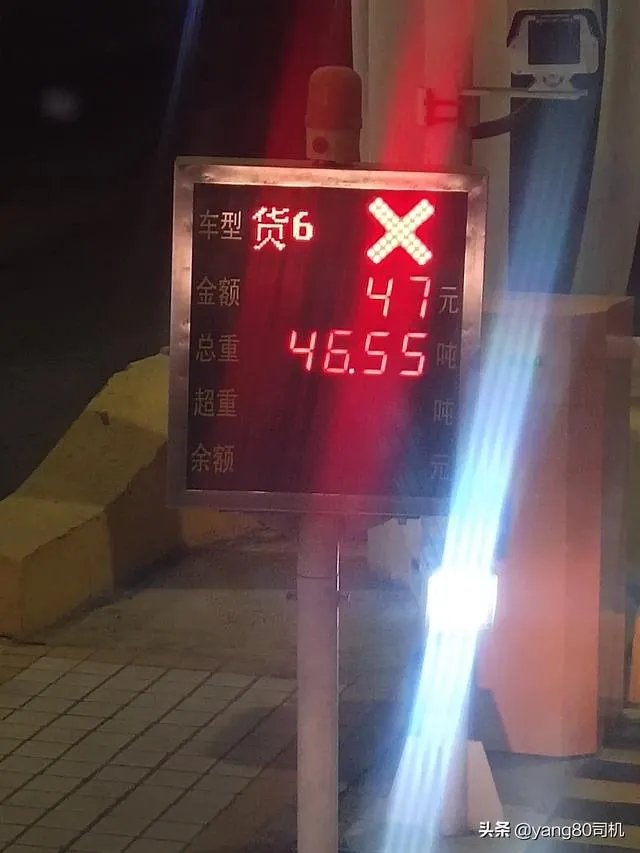 车型 货6
金额 47 元
总重 46.55 吨
超重 吨
余额 元
头条 @yang80司机